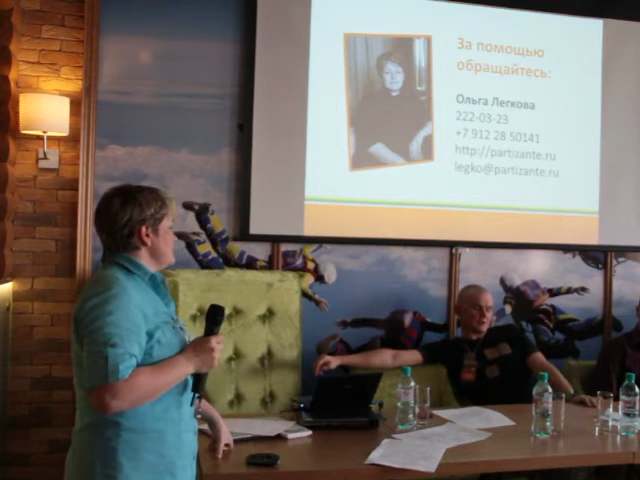 За помощью
обращайтесь:
Ольга Легкова
222-03-23
+7.912 28 50141
http://partizante.ru
legko@partizante.ru